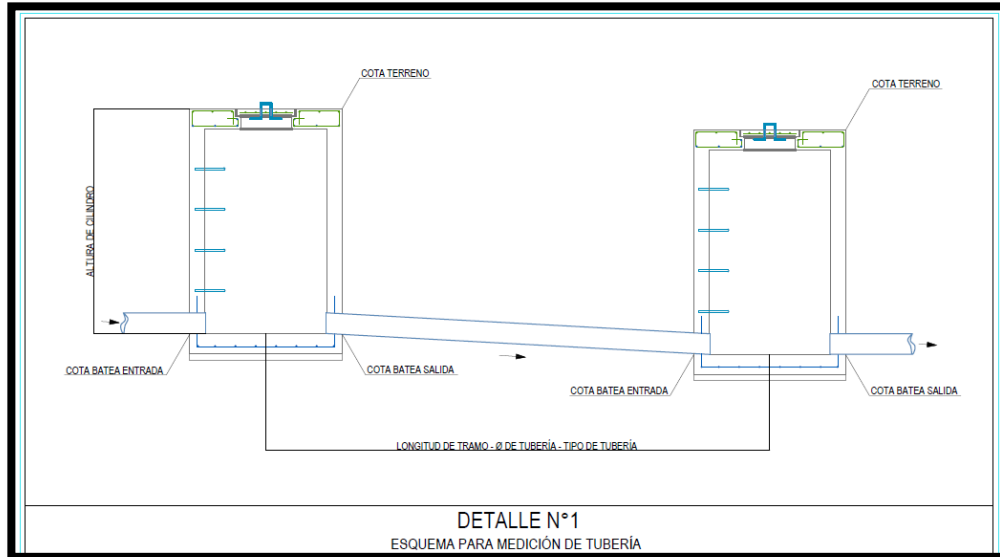 COTA TERRENO
COTA TERRENO
ALTURA DE CILINDRO
COTA BATEA ENTRADA
COTA BATEA SALIDA
COTA BATEA ENTRADA
COTA BATEA SALIDA
LONGITUD DE TRAMO - Ø DE TUBERÍA - TIPO DE TUBERÍA
DETALLE N°1
ESQUEMA PARA MEDICIÓN DE TUBERÍA